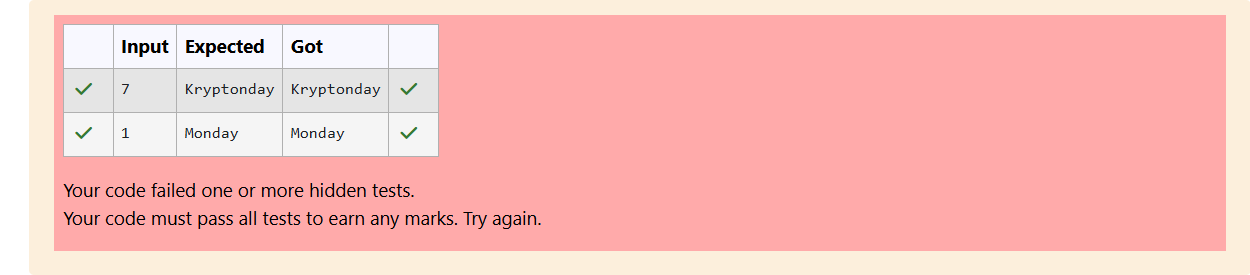 Input Expected Got
7 Kryptonday Kryptonday
1 Monday Monday
Your code failed one or more hidden tests.
Your code must pass all tests to earn any marks. Try again.